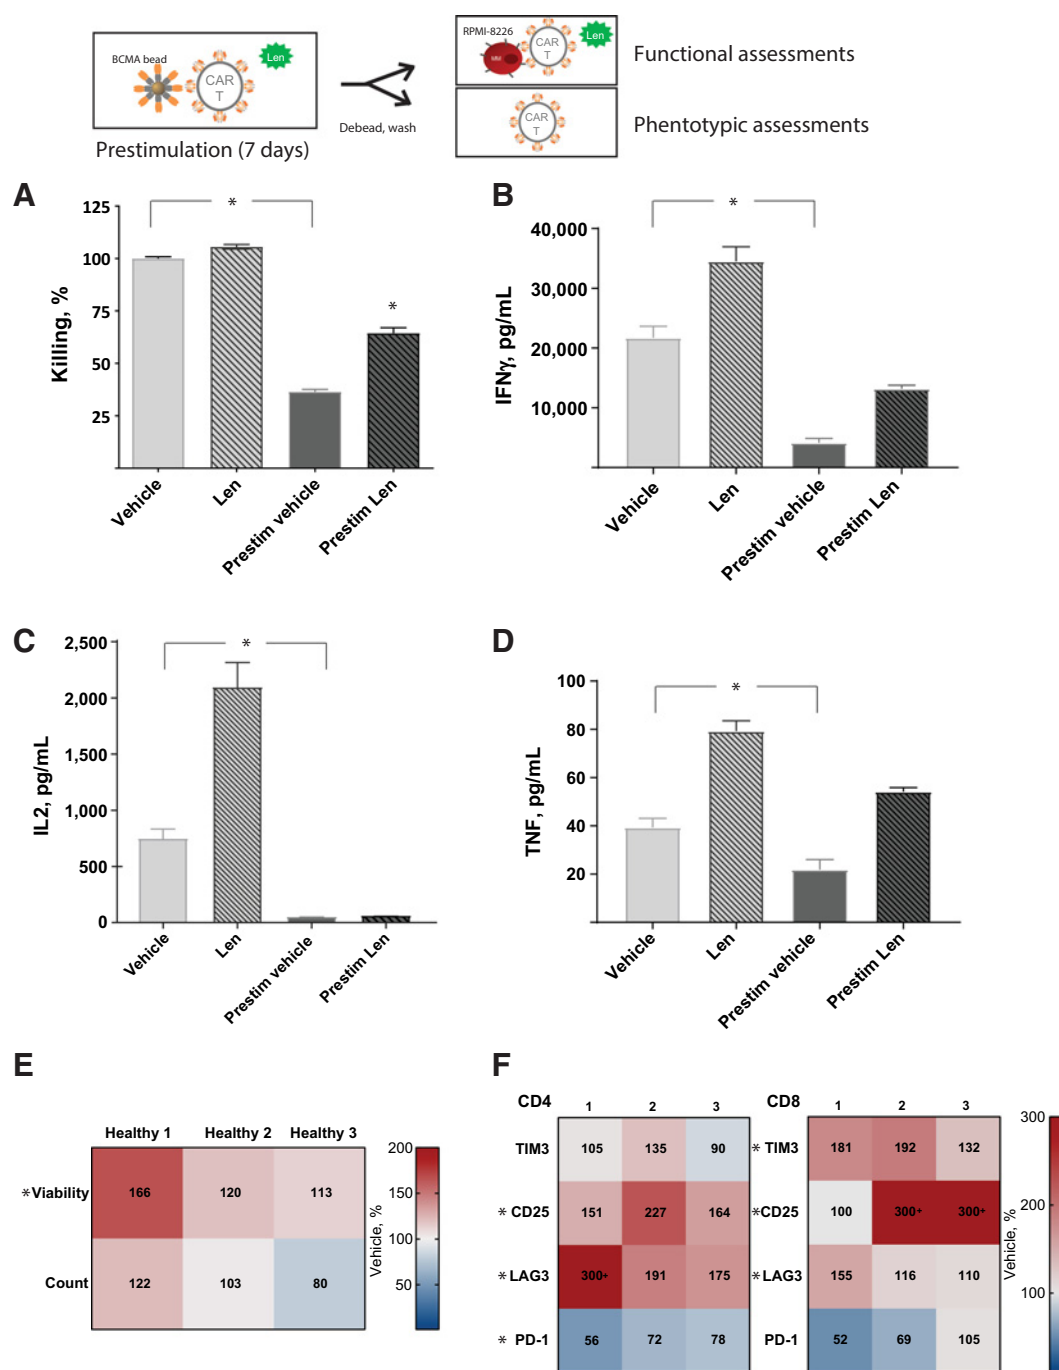 BCMA bead
Len
CAR
T
Prestimulation (7 days)
Debead, wash
RPMI-8226
MM
CAR
T
Len
Functional assessments
CAR
T
Phentotypic assessments
A
Killing, %
125
100
75
50
25
*
*
Vehicle
Len
Prestim vehicle
Prestim Len
B
IFNγ, pg/mL
40,000
30,000
20,000
10,000
*
Vehicle
Len
Prestim vehicle
Prestim Len
C
IL2, pg/mL
2,500
2,000
1,500
1,000
500
0
*
Vehicle
Len
Prestim vehicle
Prestim Len
D
TNF, pg/mL
100
80
60
40
20
*
Vehicle
Len
Prestim vehicle
Prestim Len
E
Healthy 1 Healthy 2 Healthy 3
*Viability 166 120 113
Count 122 103 80
200
150
100
50
Vehicle, %
F
CD4 1 2 3
TIM3 105 135 90
* CD25 151 227 164
* LAG3 300+ 191 175
* PD-1 56 72 78
CD8 1 2 3
* TIM3 181 192 132
*CD25 100 300+ 300+
*LAG3 155 116 110
PD-1 52 69 105
300
200
100
Vehicle, %